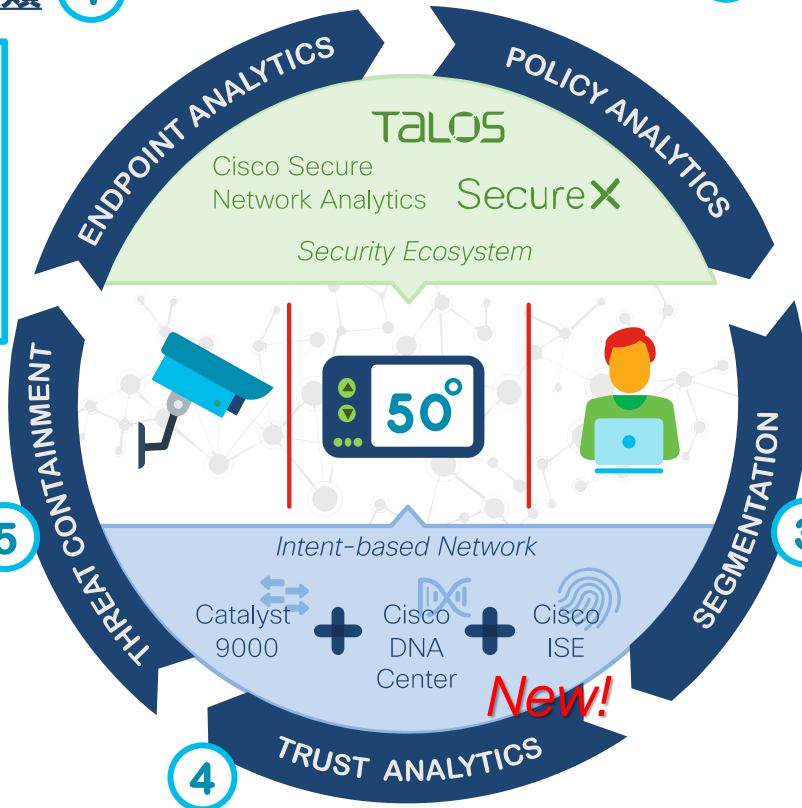 ENDPOINT ANALYTICS
POLICY ANALYTICS
TALOS
Cisco Secure
Network Analytics
SecureX
Security Ecosystem
50°
THREAT CONTAINMENT
SEGMENTATION
5
Intent-based Network
Catalyst
9000
+
Cisco
DNA
Center
+
Cisco
ISE
New!
TRUST ANALYTICS
4